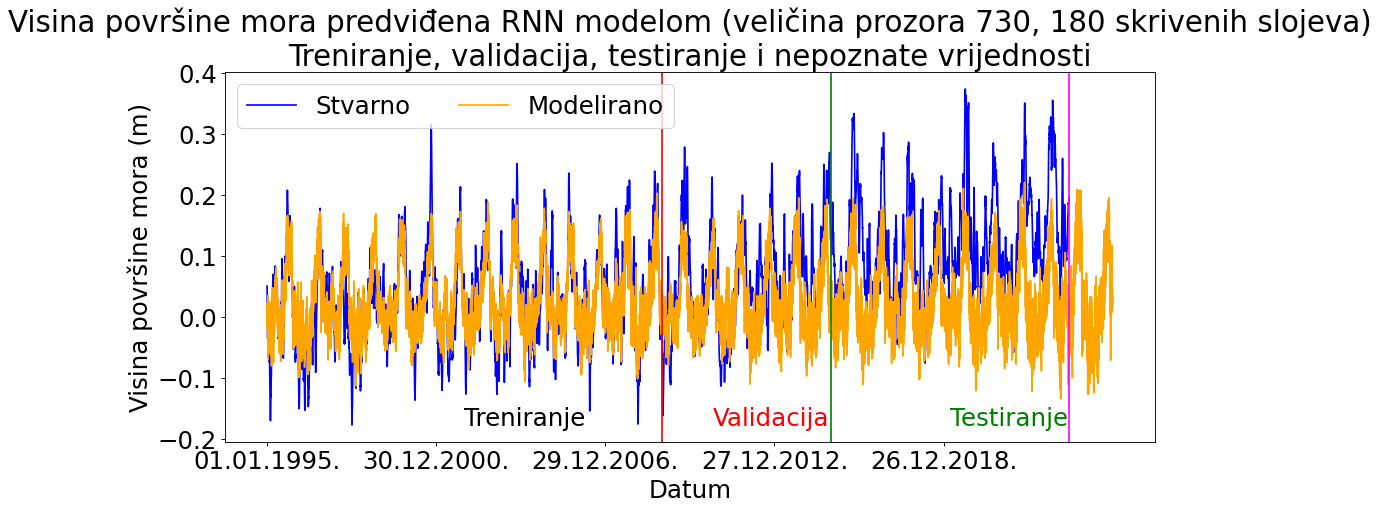 Visina površine mora predviđena RNN modelom (veličina prozora 730, 180 skrivenih slojeva)
Treniranje, validacija, testiranje i nepoznate vrijednosti
Stvarno Modelirano
Visina površine mora (m)
0.4
0.3
0.2
0.1
0.0
−0.1
−0.2
Treniranje Validacija Testiranje
01.01.1995. 30.12.2000. 29.12.2006. 27.12.2012. 26.12.2018.
Datum